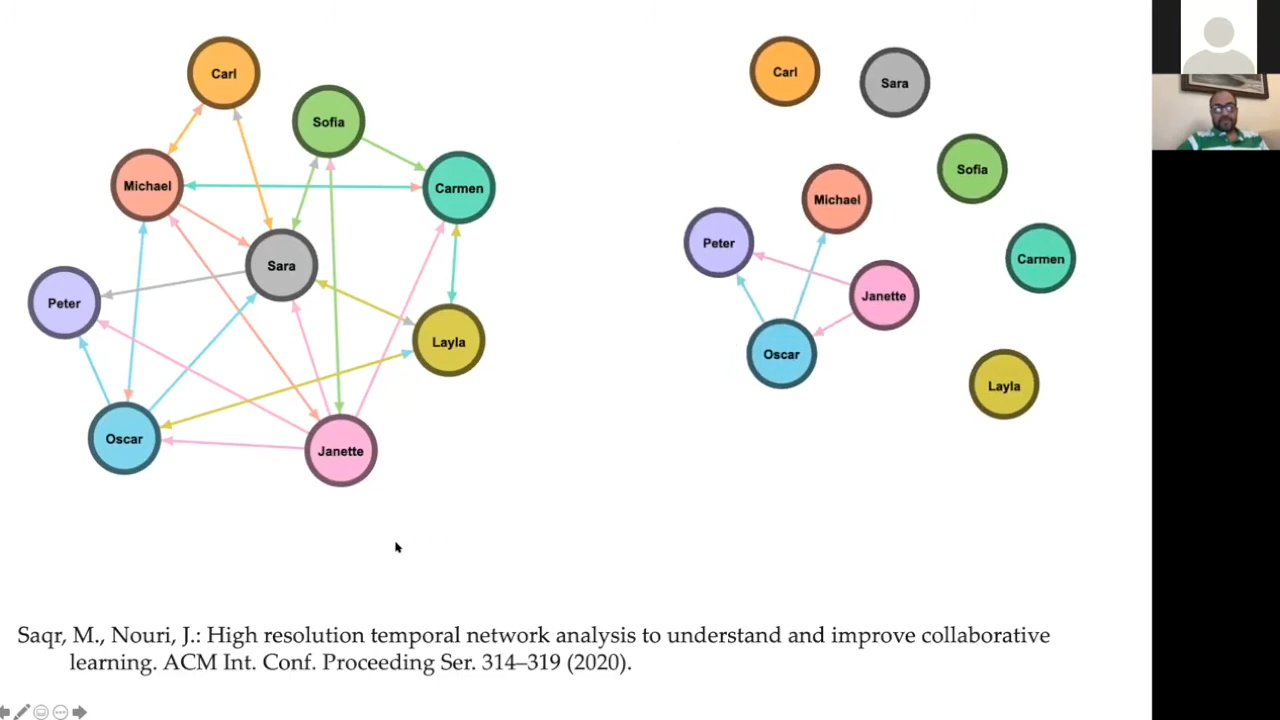 Carl
Sofia
Michael
Carmen
Sara
Peter
Layla
Oscar
Janette
Carl
Sara
Sofia
Michael
Peter
Carmen
Janette
Oscar
Layla
Saqr, M., Nouri, J.: High resolution temporal network analysis to understand and improve collaborative
learning. ACM Int. Conf. Proceeding Ser. 314–319 (2020).